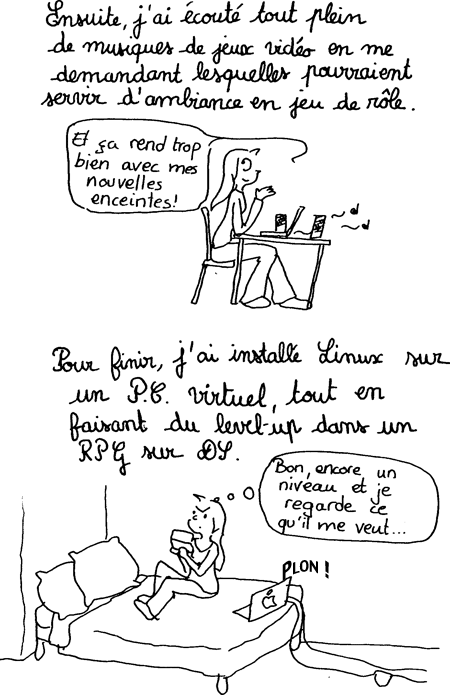 Ensuite, j'ai écouté tout plein
de musiques de jeux vidéo en me
demandant lesquelles pourraient
servir d'ambiance en jeu de rôle.
Et ça rend trop
bien avec mes
nouvelles
enceintes!
Pour finir, j'ai installé Linux sur
un P.C. virtuel, tout en
faisant du level-up dans un
RPG sur DS.
Bon, encore un
niveau et je
regarde ce
qu'il me veut...
PLON!